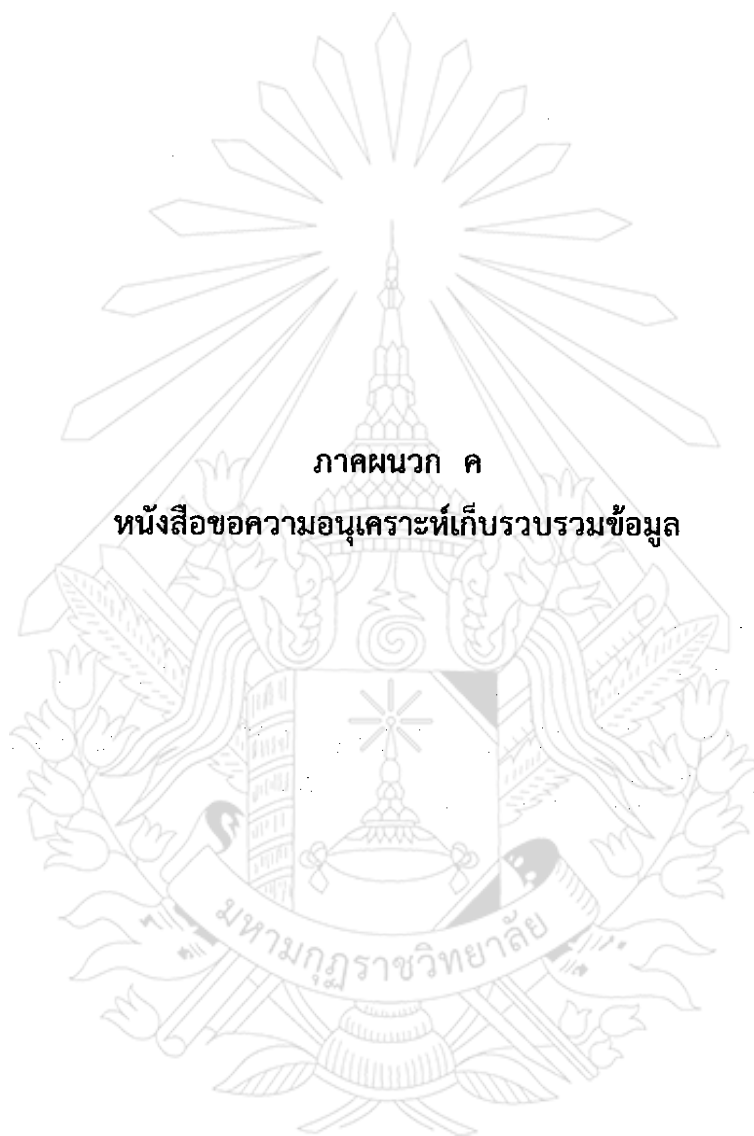 ภาคผนวก ค
หนังสือขอความอนุเคราะห์เก็บรวบรวมข้อมูล
มหามกุฏราชวิทยาลัย